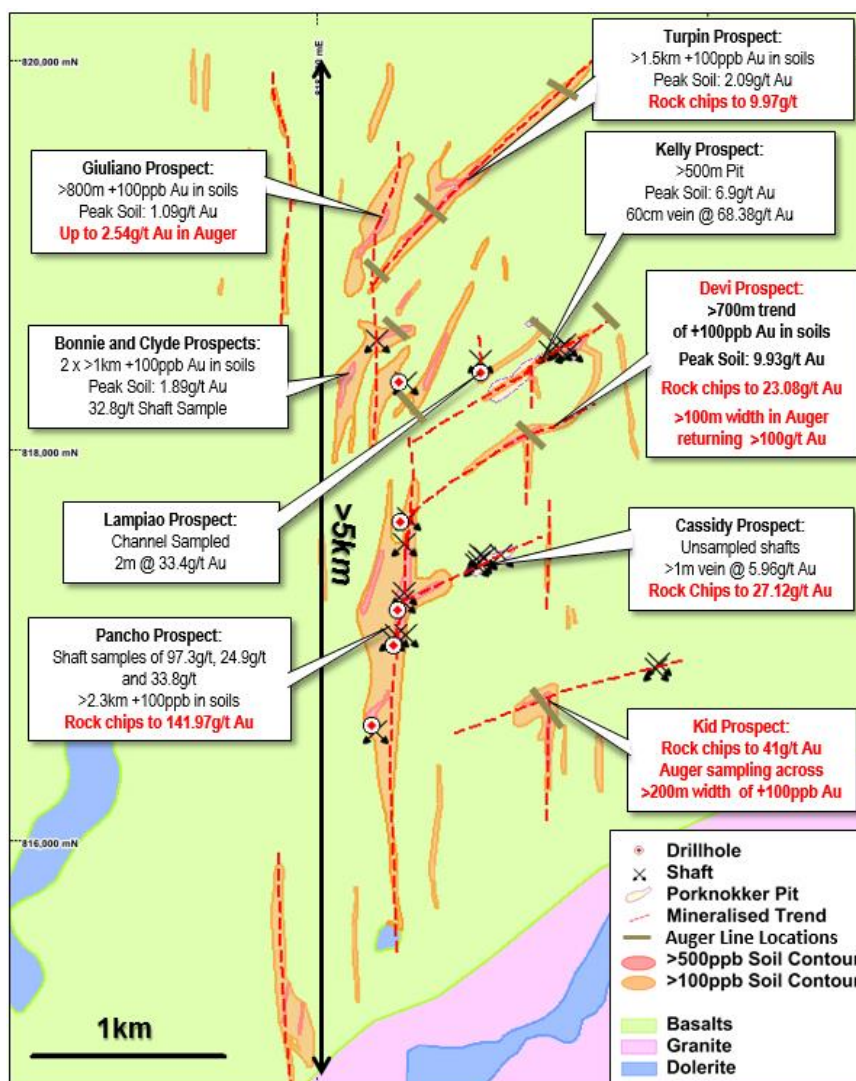 820,000 mN
Turpin Prospect:
>1.5km +100ppb Au in soils
Peak Soil: 2.09g/t Au
Rock chips to 9.97g/t
Kelly Prospect:
>500m Pit
Peak Soil: 6.9g/t Au
60cm vein @ 68.38g/t Au
Giuliano Prospect:
>800m +100ppb Au in soils
Peak Soil: 1.09g/t Au
Up to 2.54g/t Au in Auger
Devi Prospect:
>700m trend
of +100ppb Au in soils
Peak Soil: 9.93g/t Au
Rock chips to 23.08g/t Au
>100m width in Auger
returning >100g/t Au
Bonnie and Clyde Prospects:
2 x >1km +100ppb Au in soils
Peak Soil: 1.89g/t Au
32.8g/t Shaft Sample
818,000 mN
Lampiao Prospect:
Channel Sampled
2m @ 33.4g/t Au
>5km
Cassidy Prospect:
Unsampled shafts
>1m vein @ 5.96g/t Au
Rock Chips to 27.12g/t Au
Pancho Prospect:
Shaft samples of 97.3g/t, 24.9g/t
and 33.8g/t
>2.3km +100ppb in soils
Rock chips to 141.97g/t Au
Kid Prospect:
Rock chips to 41g/t Au
Auger sampling across
>200m width of +100ppb Au
816,000 mN
Drillhole
Shaft
Porknokker Pit
Mineralised Trend
Auger Line Locations
>500ppb Soil Contour
>100ppb Soil Contour
Basalts
Granite
Dolerite
1km